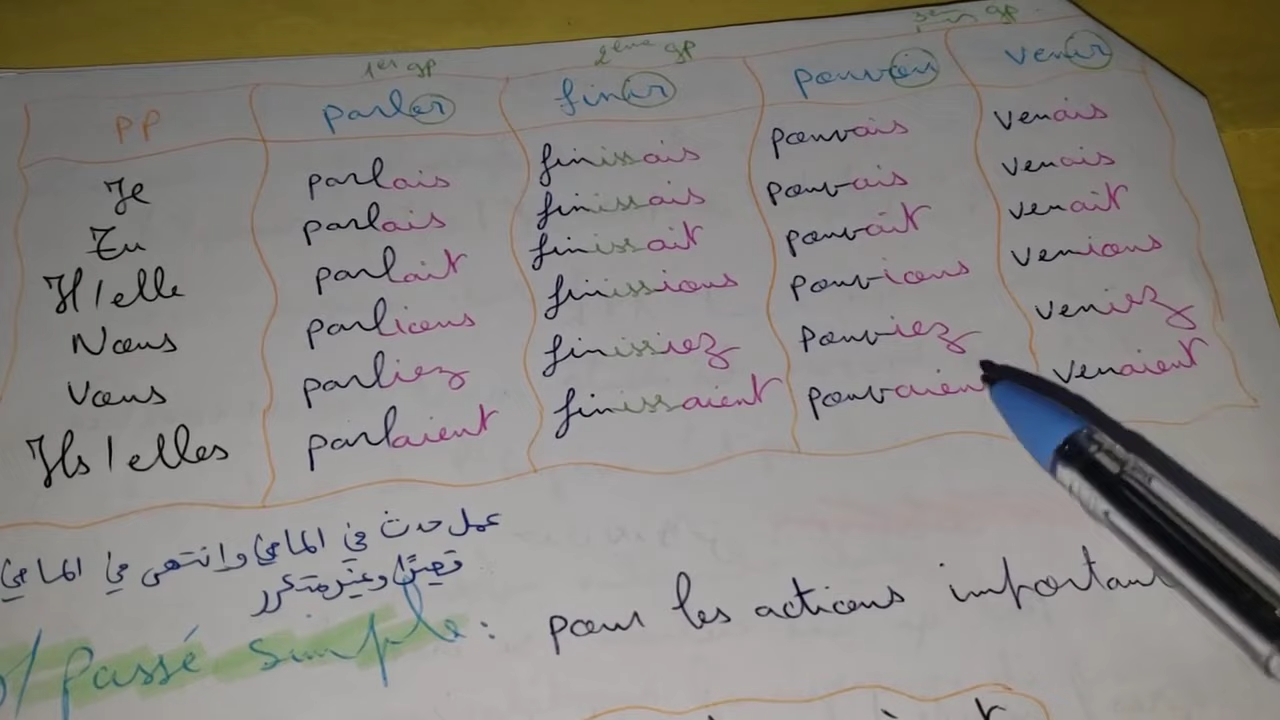 1er gp 2ème gp 3ème gp
PP parler finir pouvoir venir
Je parlais finissais pouvais venais
Tu parlais finissais pouvais venais
Il/elle parlait finissait pouvait venait
Nous parlions finissions pouvions venions
Vous parliez finissiez pouviez veniez
Ils/elles parlaient finissaient pouvaien venaient
عمل حدث في الماضي وانتهى في الماضي
قصيرًا وغير متكرر
Passé simple: pour les actions important